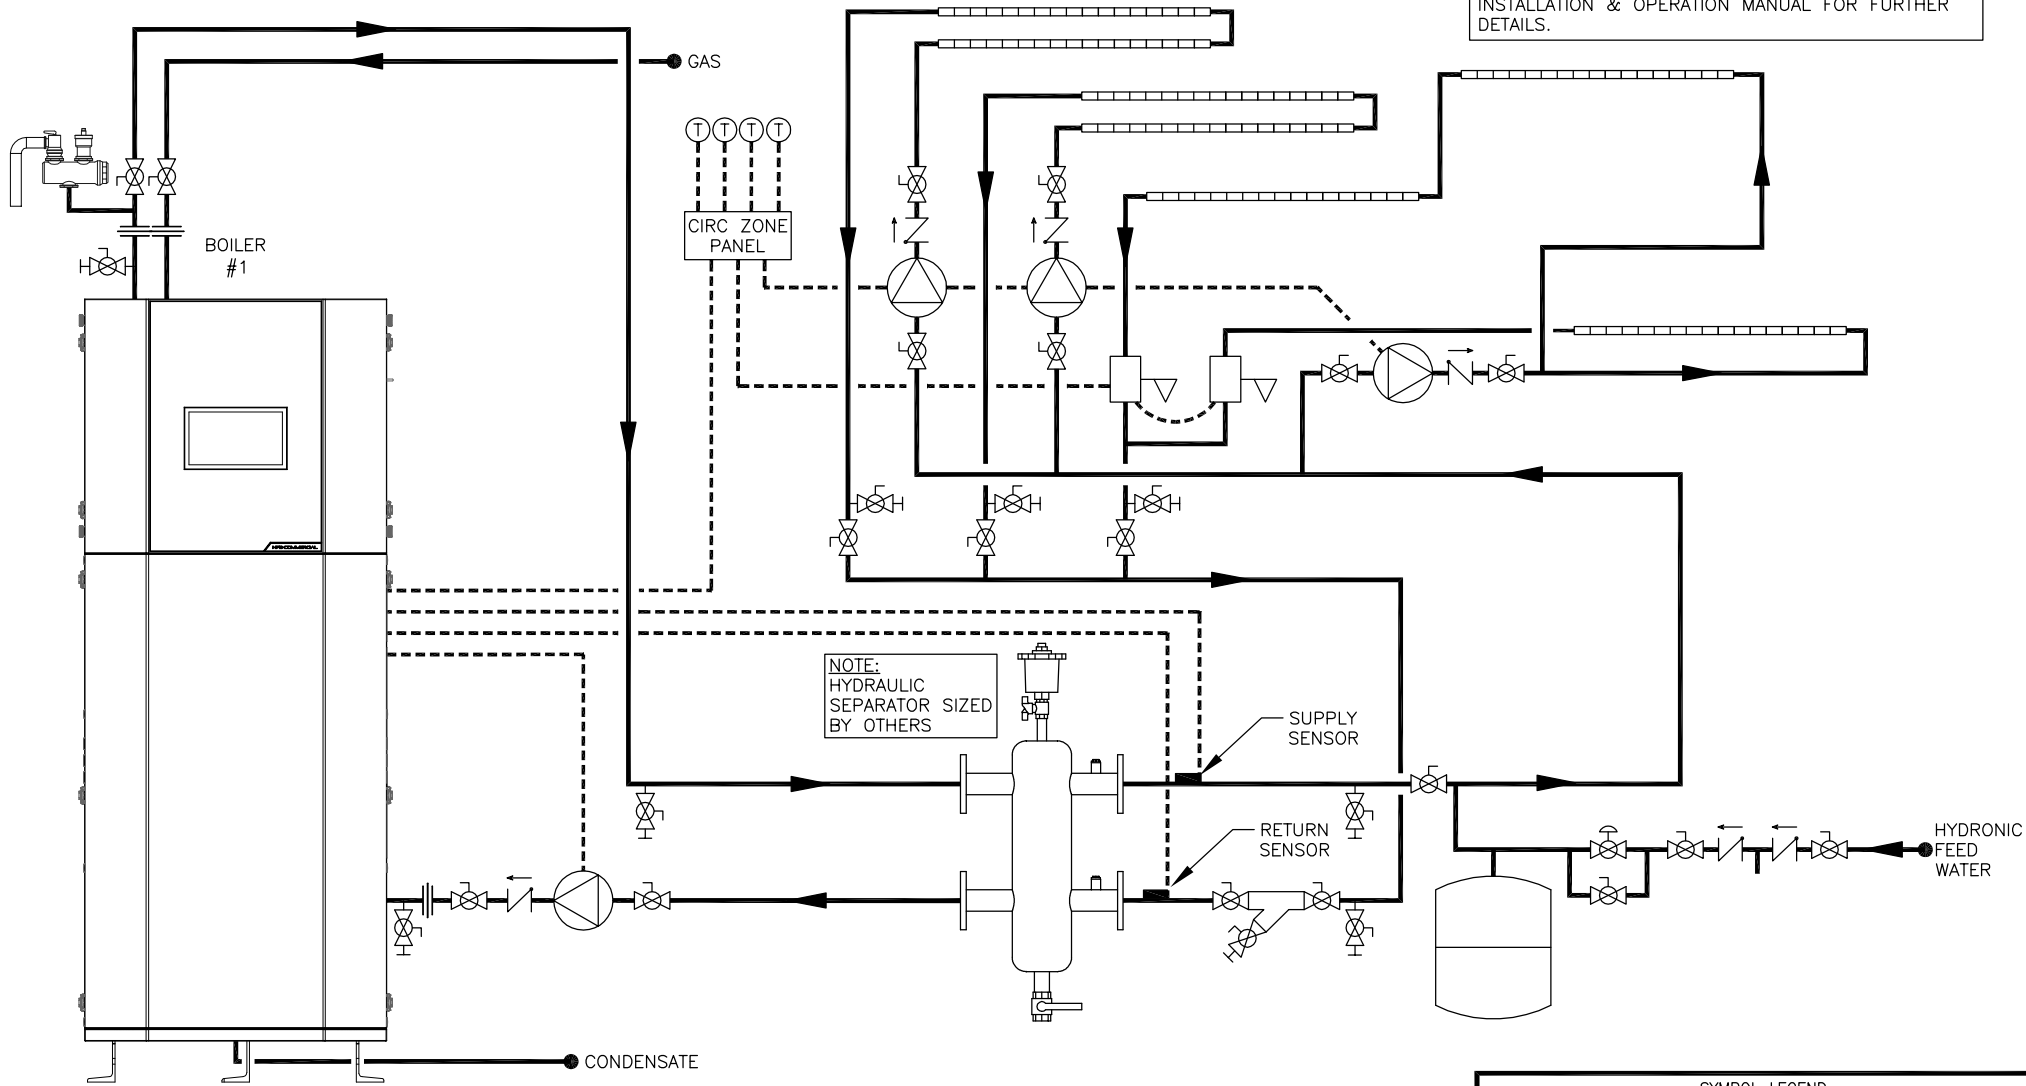 INSTALLATION & OPERATION MANUAL FOR FURTHER
DETAILS.
GAS
T T T T
CIRC ZONE
PANEL
BOILER
#1
NOTE:
HYDRAULIC
SEPARATOR SIZED
BY OTHERS
SUPPLY
SENSOR
RETURN
SENSOR
HYDRONIC
FEED
WATER
CONDENSATE
SYMBOL LEGEND